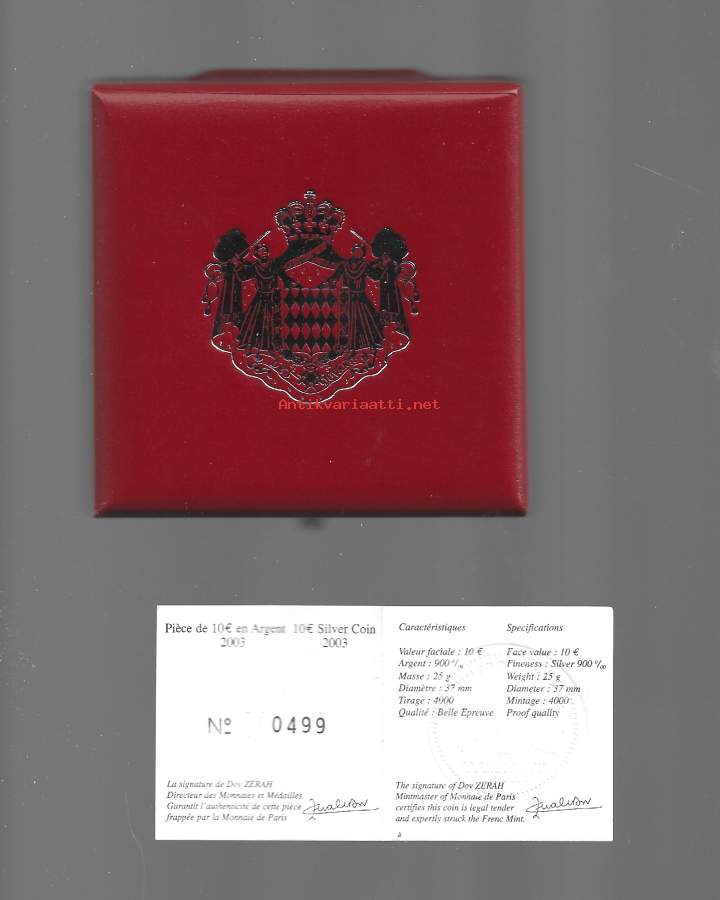 Antikvariaatti.net
Pièce de 10€ en Argent 10€ Silver Coin
2003 2003
Nº 0499
La signature de Dov ZERAH
Directeur des Monnaies et Médailles
Garantit l'authenticité de cette pièce
frappée par la Monnaie de Paris
Caractéristiques Specifications
Valeur faciale : 10 € Face value : 10 €
Argent : 900 °/oo Fineness : Silver 900 °/oo
Masse : 25 g Weight : 25 g
Diamètre : 37 mm Diameter : 37 mm
Tirage : 4000 Mintage : 4000
Qualité : Belle Epreuve Proof quality
The signature of Dov ZERAH
Mintmaster of Monnaie de Paris
certifies this coin is legal tender
and expertly struck the Frenc Mint.